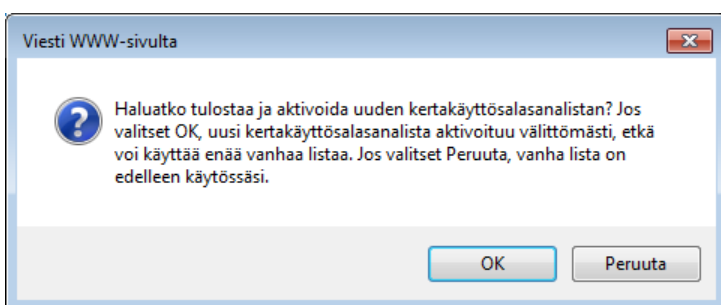 Viesti WWW-sivulta
Haluatko tulostaa ja aktivoida uuden kertakäyttösalasanalistan? Jos
valitset OK, uusi kertakäyttösalasanalista aktivoituu välittömästi, etkä
voi käyttää enää vanhaa listaa. Jos valitset Peruuta, vanha lista on
edelleen käytössäsi.
OK
Peruuta